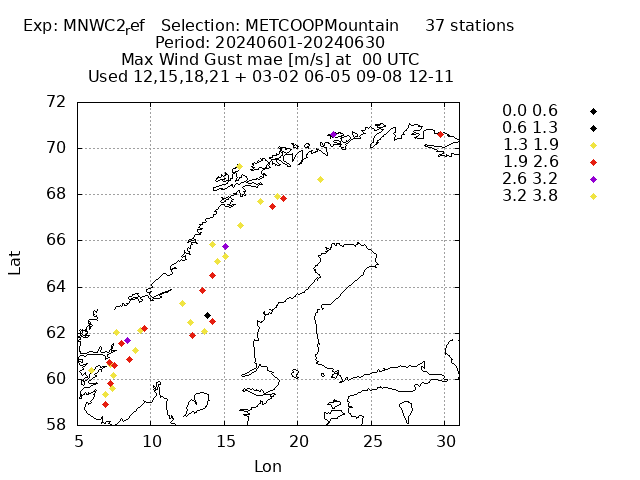 Exp: MNWC2ref   Selection: METCOOPMountain     37 stations
Period: 20240601-20240630
Max Wind Gust mae [m/s] at  00 UTC
Used 12,15,18,21 + 03-02 06-05 09-08 12-11
0.0 0.6
0.6 1.3
1.3 1.9
1.9 2.6
2.6 3.2
3.2 3.8
72
70
68
66
64
62
60
58
Lat
5 10 15 20 25 30
Lon